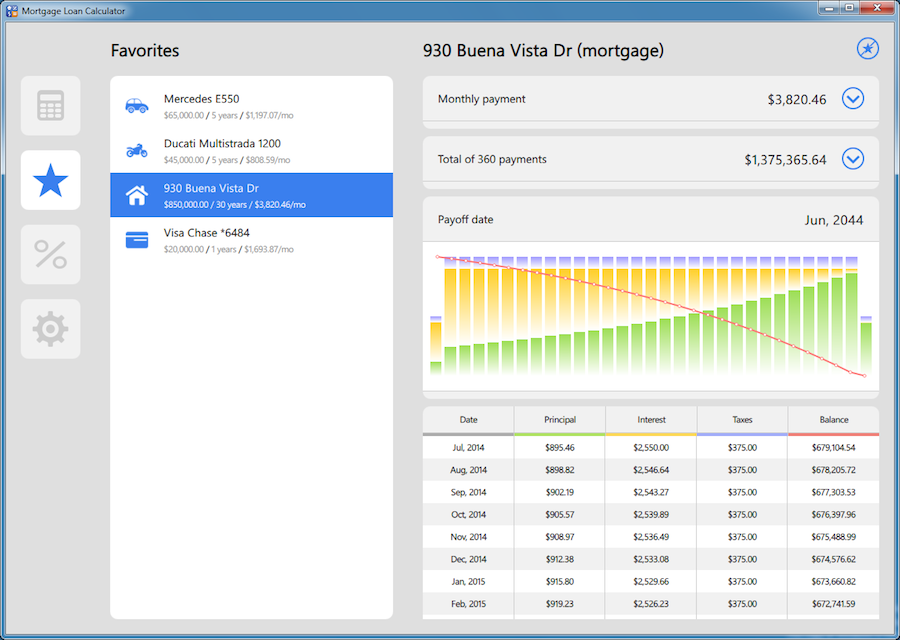 Mortgage Loan Calculator
Favorites
Mercedes E550
$65,000.00 / 5 years / $1,197.07/mo
Ducati Multistrada 1200
$45,000.00 / 5 years / $808.59/mo
930 Buena Vista Dr
$850,000.00 / 30 years / $3,820.46/mo
Visa Chase *6484
$20,000.00 / 1 years / $1,693.87/mo
930 Buena Vista Dr (mortgage)
Monthly payment $3,820.46
Total of 360 payments $1,375,365.64
Payoff date Jun, 2044
Date Principal Interest Taxes Balance
Jul, 2014 $895.46 $2,550.00 $375.00 $679,104.54
Aug, 2014 $898.82 $2,546.64 $375.00 $678,205.72
Sep, 2014 $902.19 $2,543.27 $375.00 $677,303.53
Oct, 2014 $905.57 $2,539.89 $375.00 $676,397.96
Nov, 2014 $908.97 $2,536.49 $375.00 $675,488.99
Dec, 2014 $912.38 $2,533.08 $375.00 $674,576.62
Jan, 2015 $915.80 $2,529.66 $375.00 $673,660.82
Feb, 2015 $919.23 $2,526.23 $375.00 $672,741.59